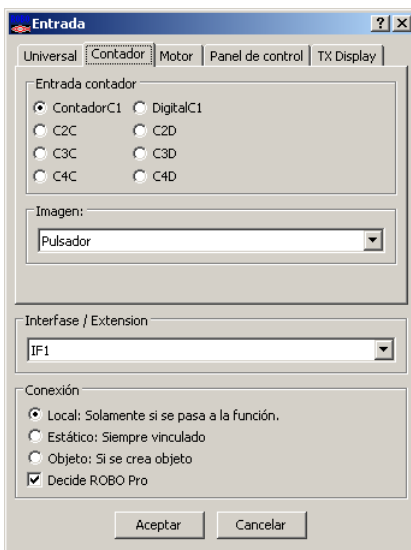 Entrada
Universal Contador Motor Panel de control TX Display
Entrada contador
ContadorC1 DigitalC1
C2C C2D
C3C C3D
C4C C4D
Imagen:
Pulsador
Interfase / Extension
IF1
Conexión
Local: Solamente si se pasa a la función.
Estático: Siempre vinculado
Objeto: Si se crea objeto
Decide ROBO Pro
Aceptar Cancelar